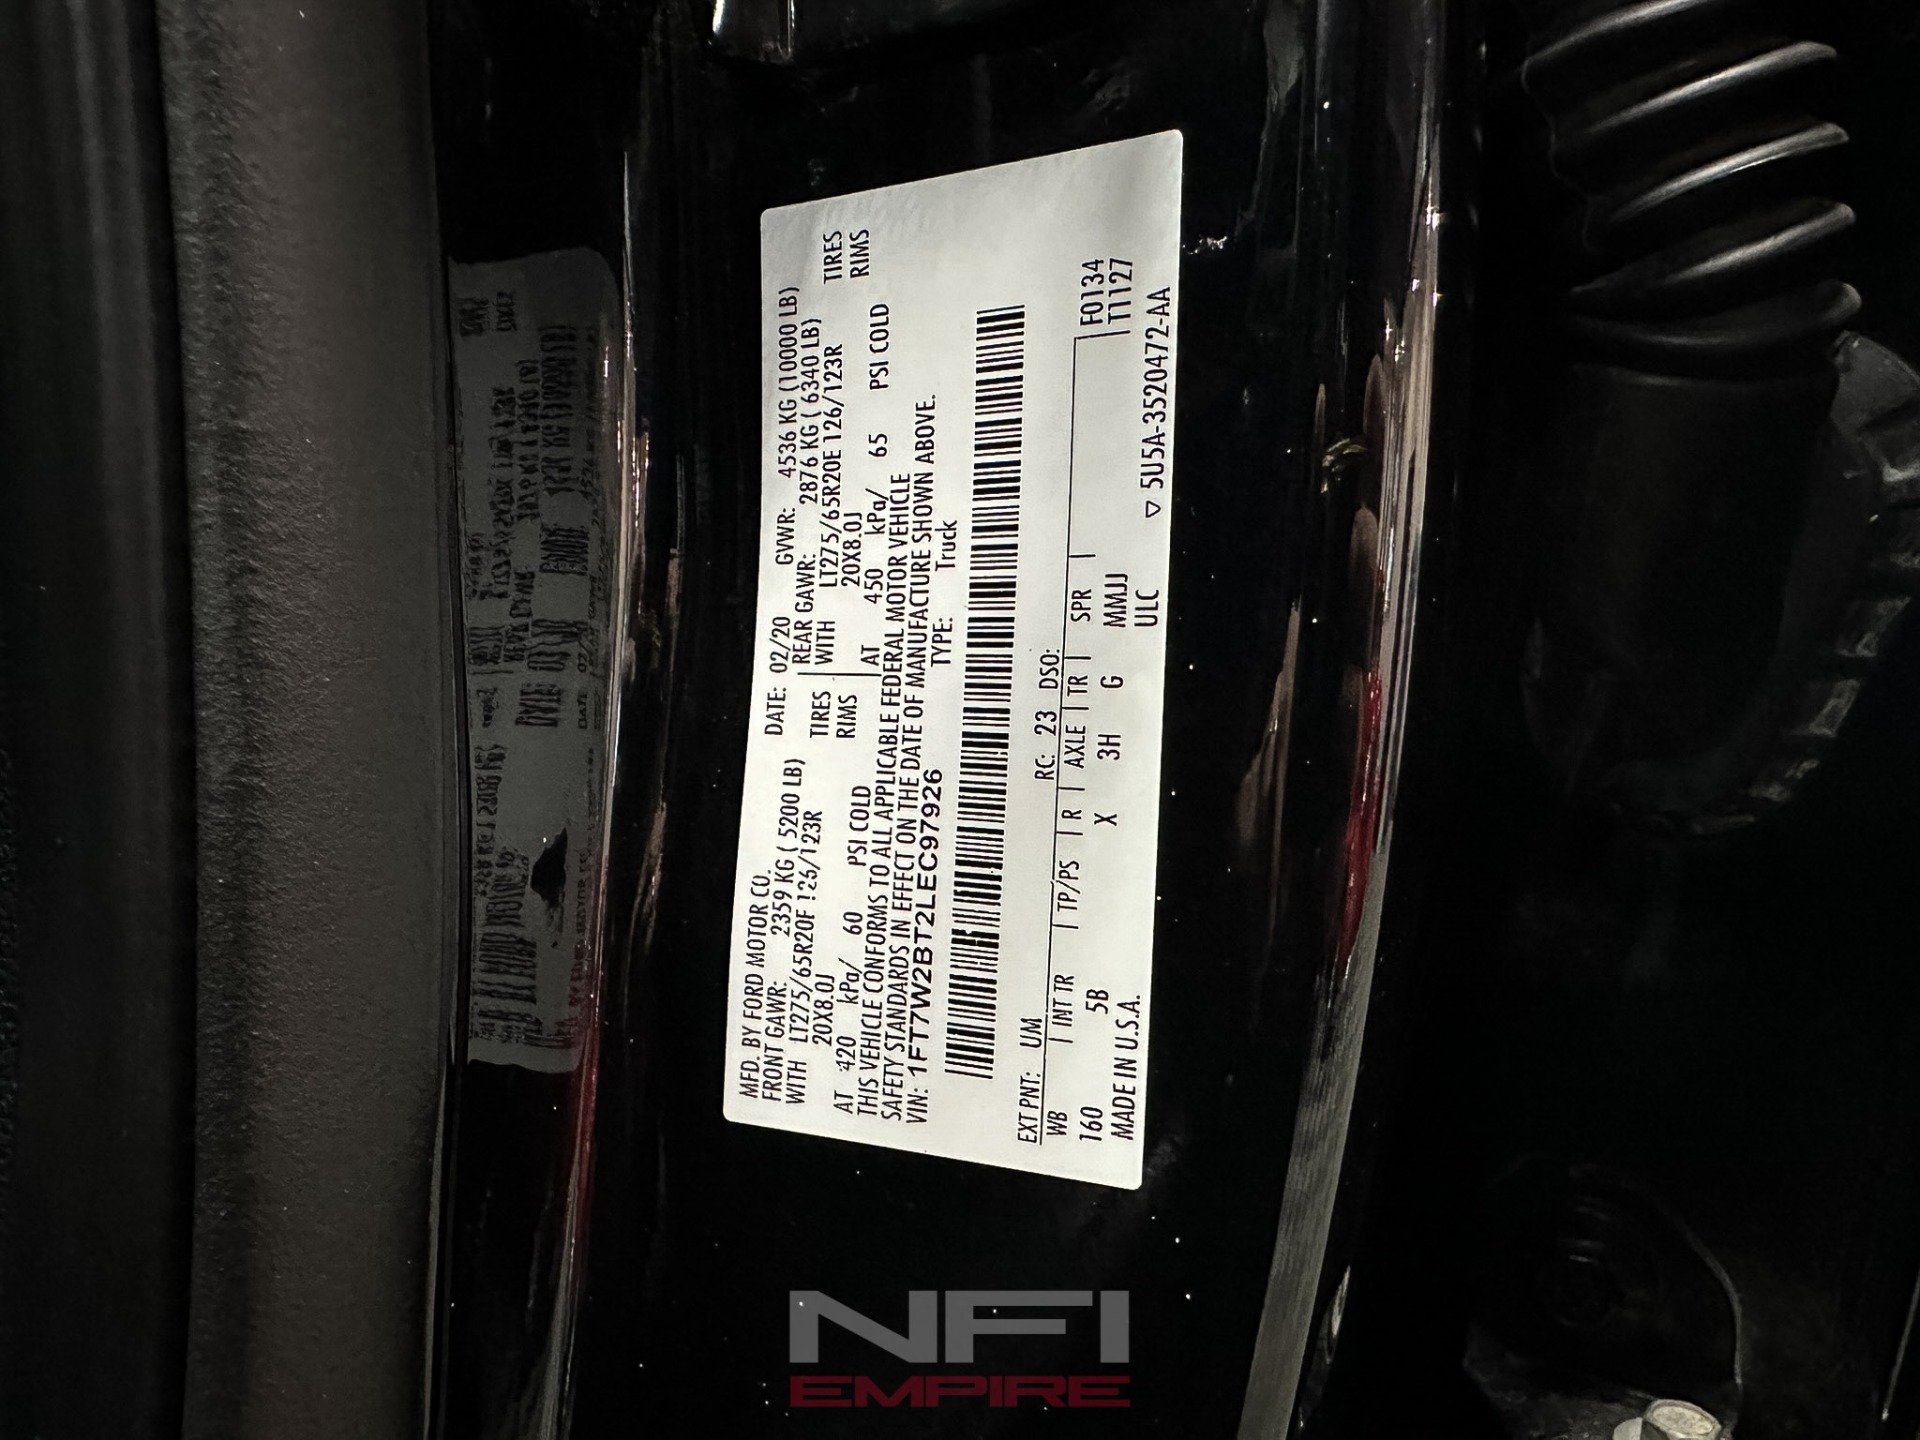 MFD. BY FORD MOTOR CO.
DATE: 02/20 GVWR: 4536 KG (10000 LB)
FRONT GAWR: 2359 KG ( 5200 LB)
REAR GAWR: 2876 KG ( 6340 LB)
WITH LT275/65R20E 126/123R TIRES
WITH LT275/65R20E 126/123R TIRES
20X8.0J RIMS
20X8.0J RIMS
AT 420 kPa/ 60 PSI COLD
AT 450 kPa/ 65 PSI COLD
THIS VEHICLE CONFORMS TO ALL APPLICABLE FEDERAL MOTOR VEHICLE
SAFETY STANDARDS IN EFFECT ON THE DATE OF MANUFACTURE SHOWN ABOVE.
VIN: 1FT7W2BT2LEC97926 TYPE: Truck
EXT PNT: UM RC: 23 DSO:
WB | INT TR | TP/PS | R | AXLE | TR | SPR | F0134
160 5B X 3H G MMJJ T1127
MADE IN U.S.A. ULC ▽ 5U5A-3520472-AA
NFI
EMPIRE